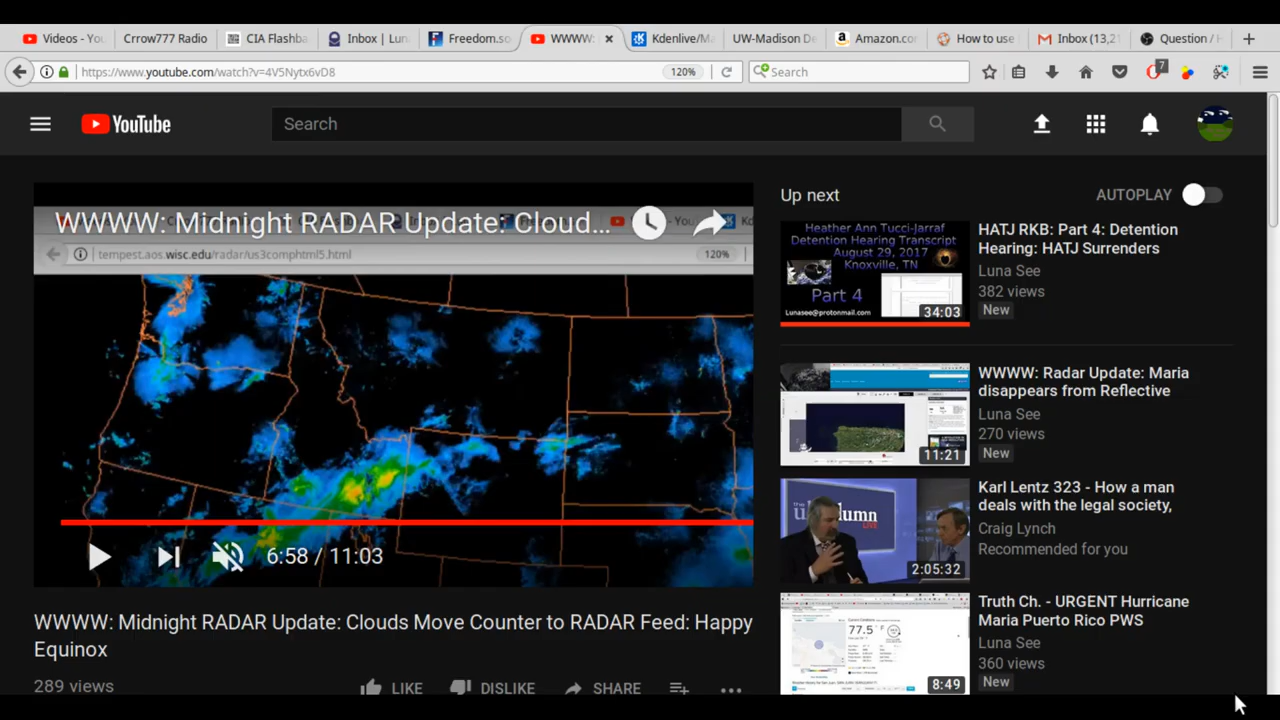 Videos - You
Crrow777 Radio
CIA Flashba
Inbox | Lun
Freedom.so
WWWW:
Kdenlive/Ma
UW-Madison De
Amazon.co
How to use
Inbox (13,2
Question / H
https://www.youtube.com/watch?v=4V5Nytx6vD8
120%
Search
7
YouTube
Search
WWWW: Midnight RADAR Update: Cloud...
tempest.aos.wisc.edu/radar/us3comphtml5.html
120%
6:58 / 11:03
WWWW: Midnight RADAR Update: Clouds Move Counter to RADAR Feed: Happy
Equinox
289 views
LIKE
DISLIKE
SHARE
Up next
AUTOPLAY
Heather Ann Tucci-Jarraf
Detention Hearing Transcript
August 29, 2017
Knoxville, TN
Part 4
Lunasee@protonmail.com
34:03
HATJ RKB: Part 4: Detention
Hearing: HATJ Surrenders
Luna See
382 views
New
11:21
WWWW: Radar Update: Maria
disappears from Reflective
Luna See
270 views
New
2:05:32
Karl Lentz 323 - How a man
deals with the legal society,
Craig Lynch
Recommended for you
77.5
8:49
Truth Ch. - URGENT Hurricane
Maria Puerto Rico PWS
Luna See
360 views
New